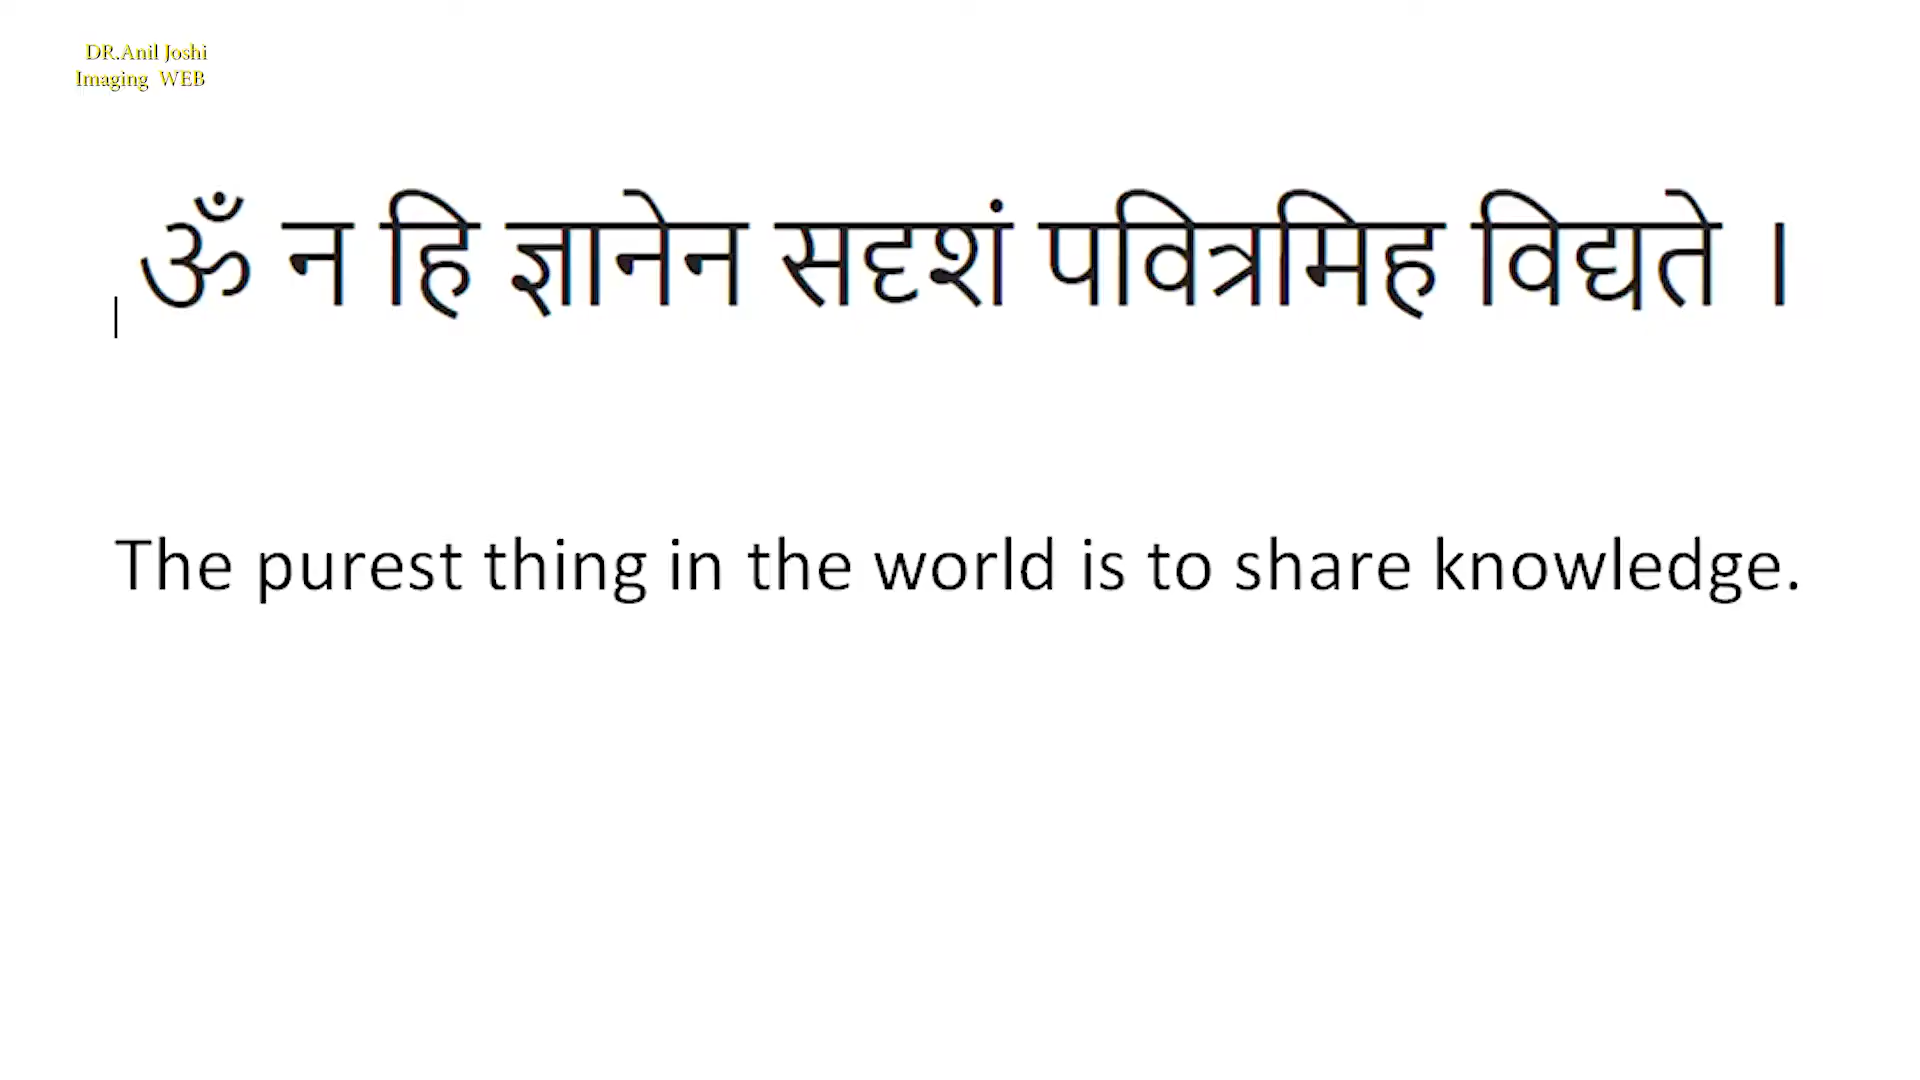 DR.Anil Joshi
Imaging WEB
ॐ न हि ज्ञानेन सदृशं पवित्रमिह विद्यते ।
The purest thing in the world is to share knowledge.